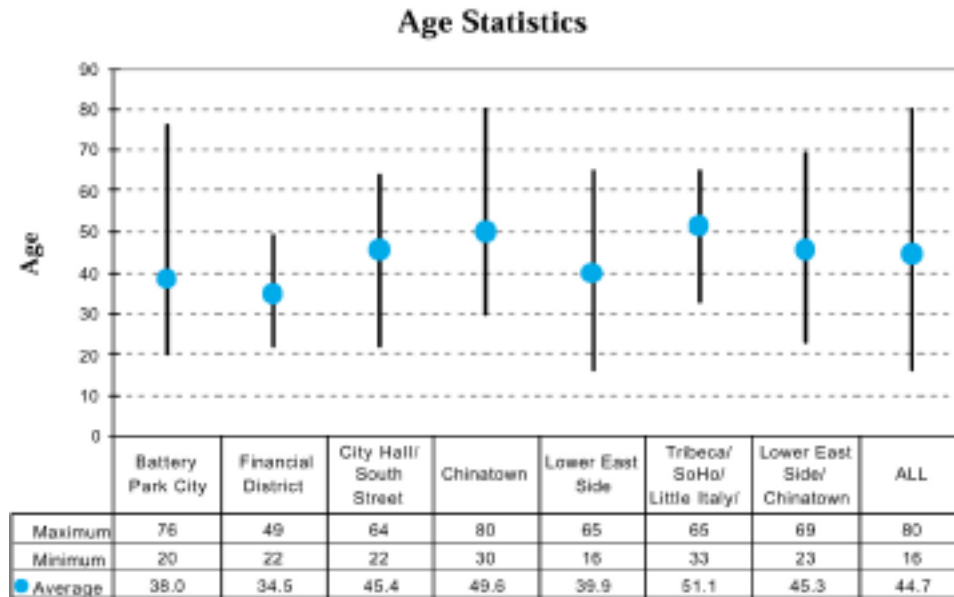 Age Statistics
90
80
70
60
50
40
30
20
10
0
Age
Battery Park City
Financial District
City Hall/ South Street
Chinatown
Lower East Side
Tribeca/ SoHo/ Little Italy/
Lower East Side/ Chinatown
ALL
Maximum 76 49 64 80 65 65 69 80
Minimum 20 22 22 30 16 33 23 16
Average 38.0 34.5 45.4 49.6 39.9 51.1 45.3 44.7